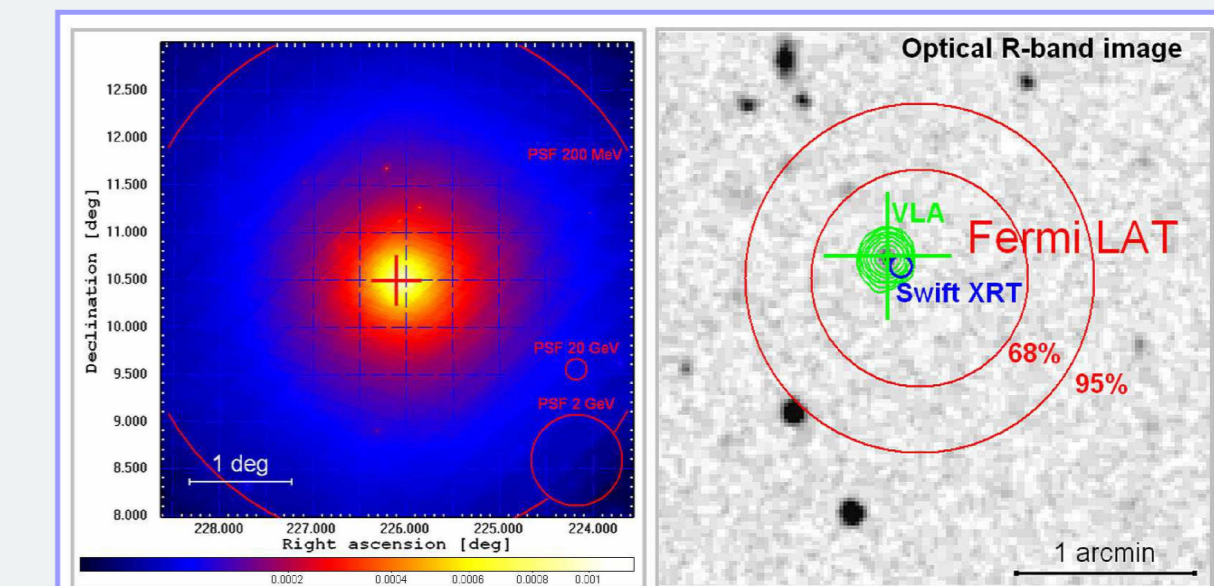 12.500
12.000
11.500
11.000
10.500
10.000
9.500
9.000
8.500
8.000
Declination [deg]
PSF 200 MeV
PSF 20 GeV
PSF 2 GeV
1 deg
228.000 227.000 226.000 225.000 224.000
Right ascension [deg]
0.0002 0.0004 0.0006 0.0008 0.001
Optical R-band image
VLA
Fermi LAT
Swift XRT
68%
95%
1 arcmin